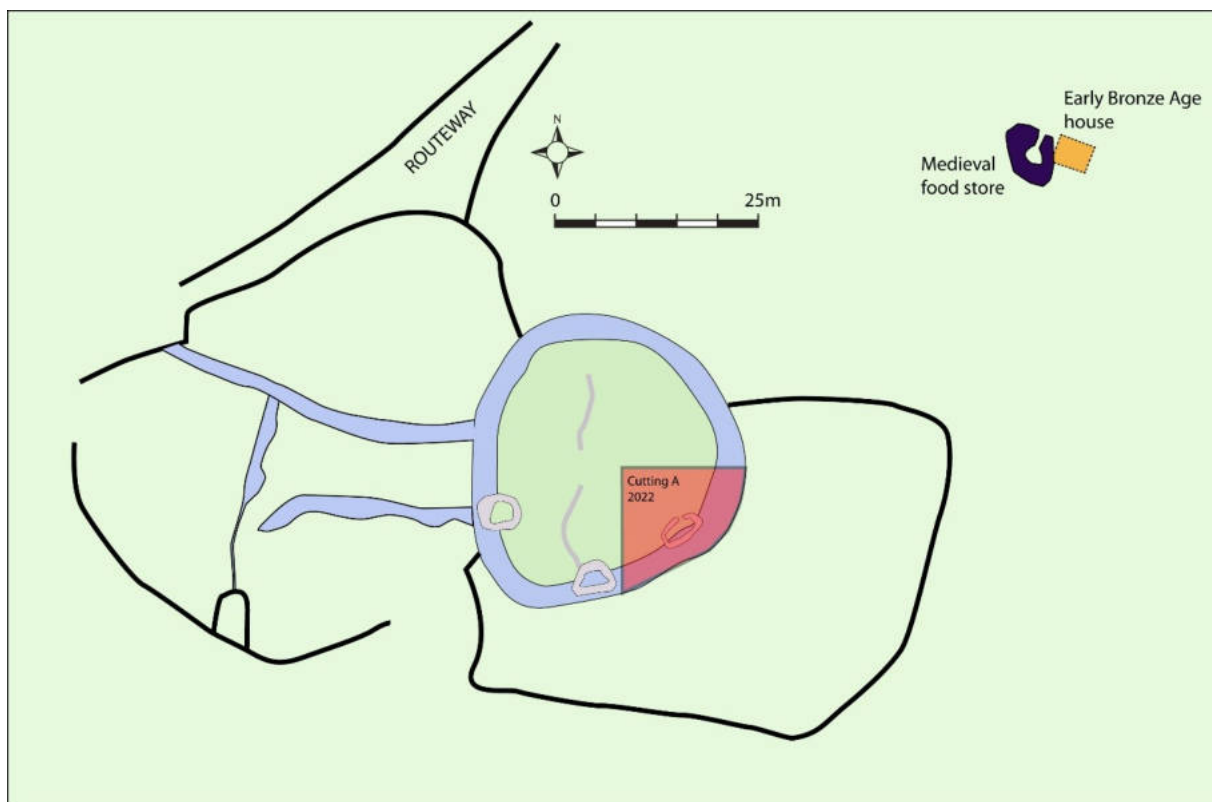 ROUTEWAY
N
0 25m
Early Bronze Age
house
Medieval
food store
Cutting A
2022